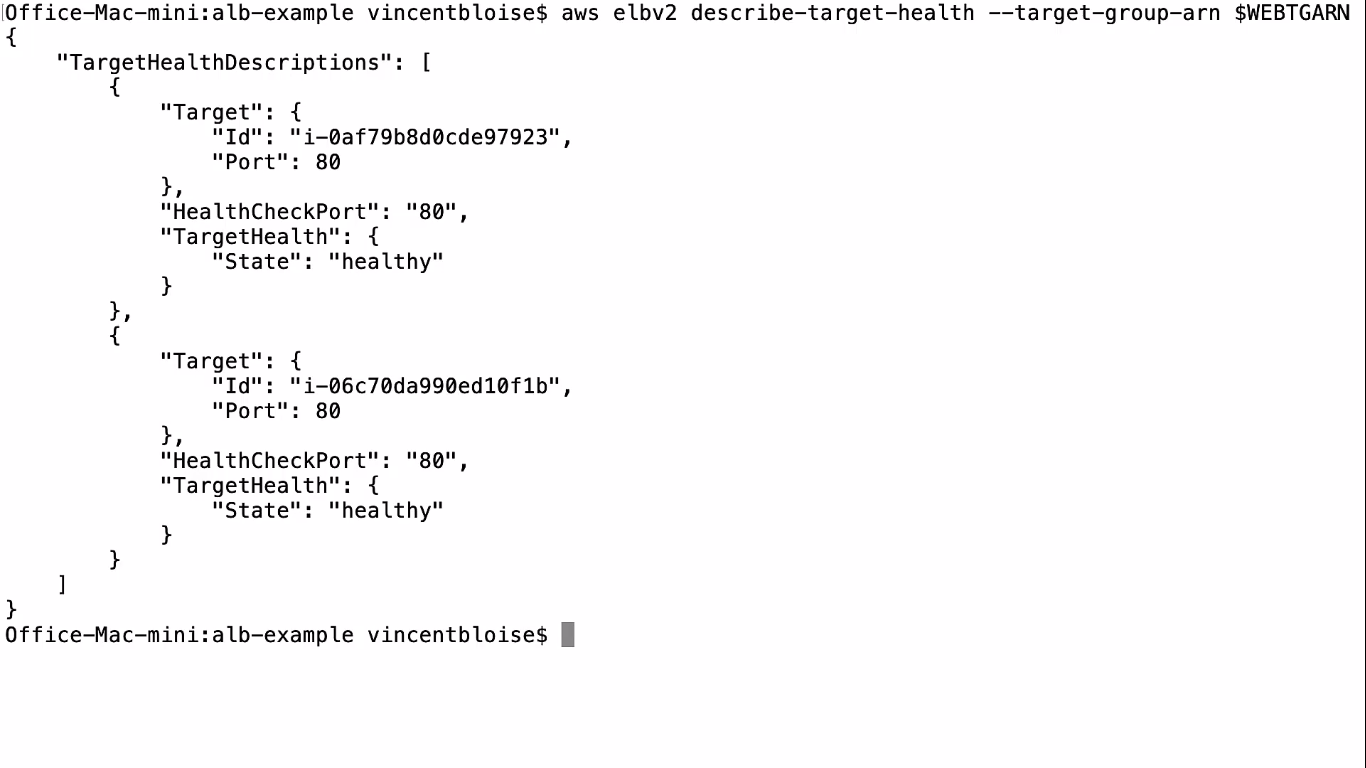 Office-Mac-mini:alb-example vincentbloise$ aws elbv2 describe-target-health --target-group-arn $WEBTGARN
{
    "TargetHealthDescriptions": [
        {
            "Target": {
                "Id": "i-0af79b8d0cde97923",
                "Port": 80
            },
            "HealthCheckPort": "80",
            "TargetHealth": {
                "State": "healthy"
            }
        },
        {
            "Target": {
                "Id": "i-06c70da990ed10f1b",
                "Port": 80
            },
            "HealthCheckPort": "80",
            "TargetHealth": {
                "State": "healthy"
            }
        }
    ]
}
Office-Mac-mini:alb-example vincentbloise$